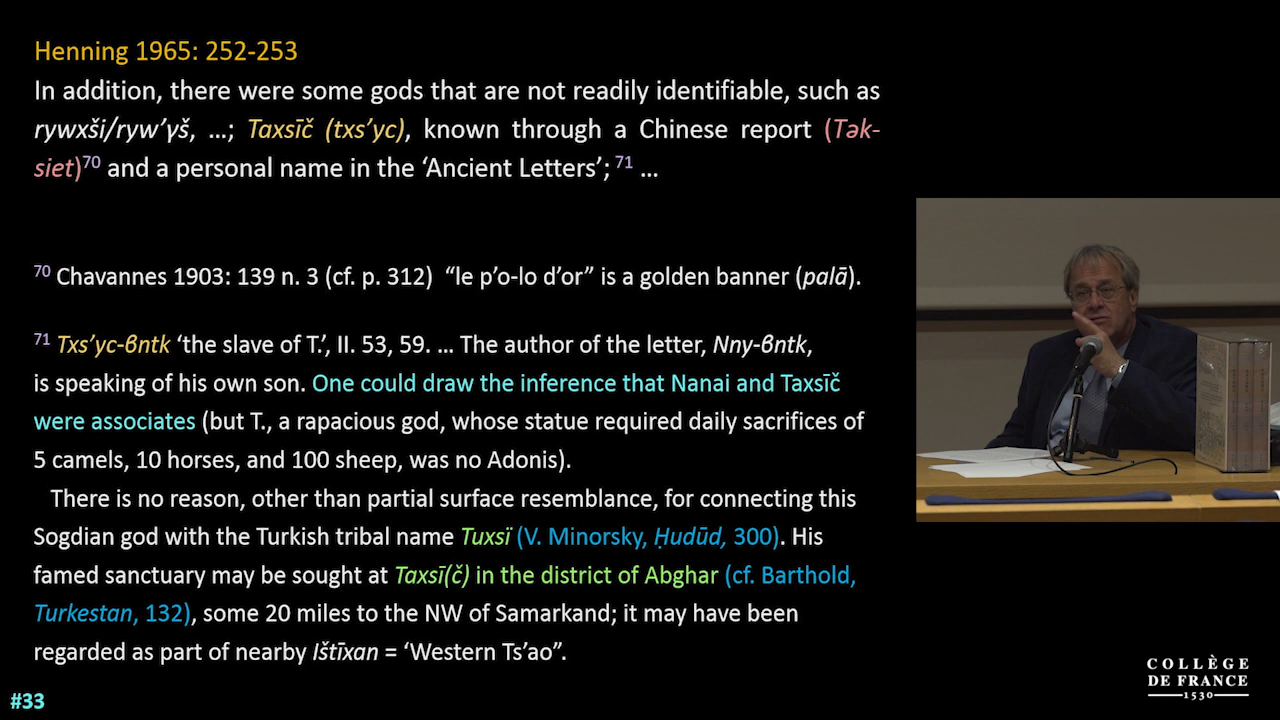 Henning 1965: 252-253
In addition, there were some gods that are not readily identifiable, such as
rywxši/ryw’γš, …; Taxsīč (txs’yc), known through a Chinese report (Tək-
siet)70 and a personal name in the ‘Ancient Letters’; 71 …
70 Chavannes 1903: 139 n. 3 (cf. p. 312) “le p’o-lo d’or” is a golden banner (palā).
71 Txs’yc-βntk ‘the slave of T.’, II. 53, 59. … The author of the letter, Nny-βntk,
is speaking of his own son. One could draw the inference that Nanai and Taxsīč
were associates (but T., a rapacious god, whose statue required daily sacrifices of
5 camels, 10 horses, and 100 sheep, was no Adonis).
There is no reason, other than partial surface resemblance, for connecting this
Sogdian god with the Turkish tribal name Tuxsï (V. Minorsky, Ḥudūd, 300). His
famed sanctuary may be sought at Taxsī(č) in the district of Abghar (cf. Barthold,
Turkestan, 132), some 20 miles to the NW of Samarkand; it may have been
regarded as part of nearby Ištīxan = ‘Western Ts’ao”.
#33
COLLÈGE
DE FRANCE
1530